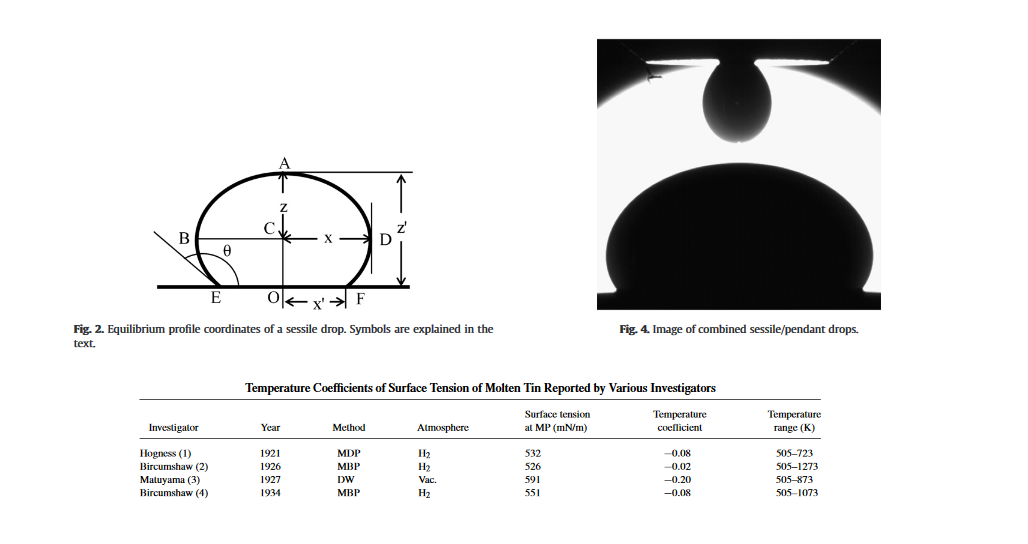 A
z
C
B
x
D
z'
θ
E
O
x'
F
Fig. 2. Equilibrium profile coordinates of a sessile drop. Symbols are explained in the
text.
Fig. 4. Image of combined sessile/pendant drops.
Temperature Coefficients of Surface Tension of Molten Tin Reported by Various Investigators
Surface tension Temperature Temperature
Investigator Year Method Atmosphere at MP (mN/m) coefficient range (K)
Hogness (1) 1921 MDP H₂ 532 −0.08 505–723
Bircumshaw (2) 1926 MBP H₂ 526 −0.02 505–1273
Matuyama (3) 1927 DW Vac. 591 −0.20 505–873
Bircumshaw (4) 1934 MBP H₂ 551 −0.08 505–1073